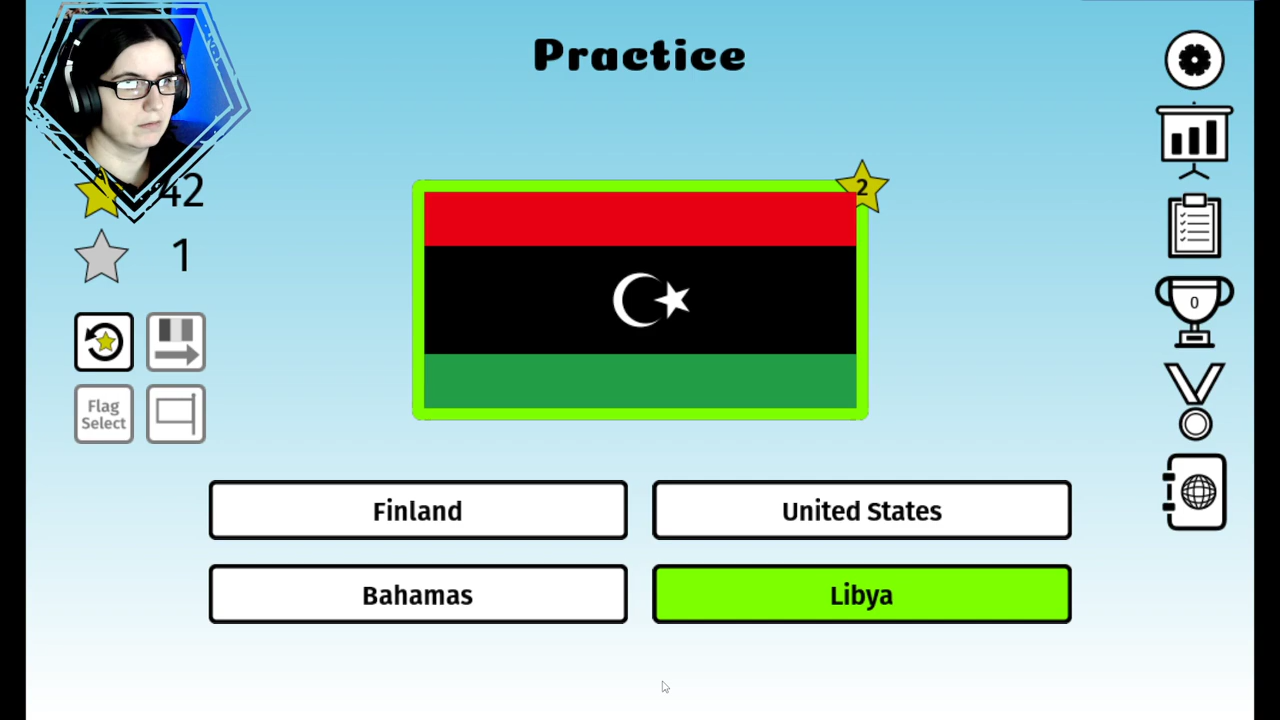 Practice
42
1
2
0
Flag
Select
Finland
United States
Bahamas
Libya